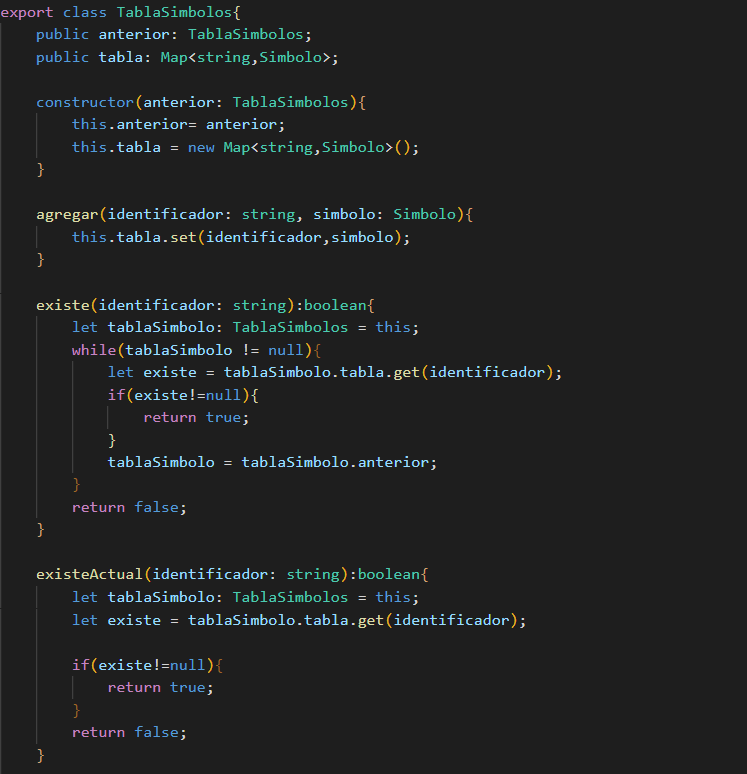 export class TablaSimbolos{
    public anterior: TablaSimbolos;
    public tabla: Map<string,Simbolo>;

    constructor(anterior: TablaSimbolos){
        this.anterior= anterior;
        this.tabla = new Map<string,Simbolo>();
    }

    agregar(identificador: string, simbolo: Simbolo){
        this.tabla.set(identificador,simbolo);
    }

    existe(identificador: string):boolean{
        let tablaSimbolo: TablaSimbolos = this;
        while(tablaSimbolo != null){
            let existe = tablaSimbolo.tabla.get(identificador);
            if(existe!=null){
                return true;
            }
            tablaSimbolo = tablaSimbolo.anterior;
        }
        return false;
    }

    existeActual(identificador: string):boolean{
        let tablaSimbolo: TablaSimbolos = this;
        let existe = tablaSimbolo.tabla.get(identificador);

        if(existe!=null){
            return true;
        }
        return false;
    }